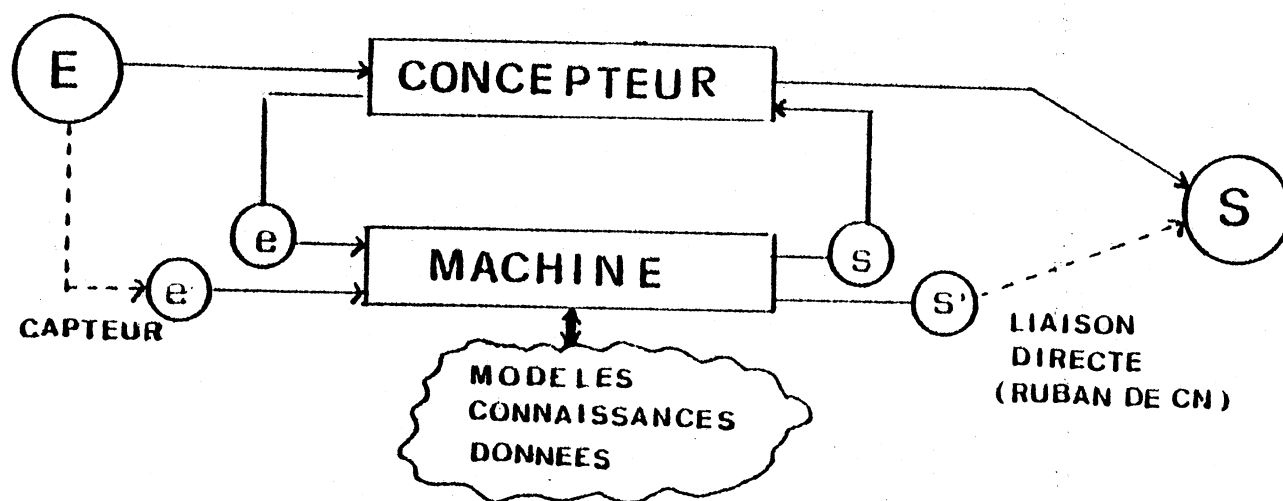 E
CONCEPTEUR
e
MACHINE
s
S
e'
s'
CAPTEUR
LIAISON
DIRECTE
(RUBAN DE CN)
MODELES
CONNAISSANCES
DONNEES